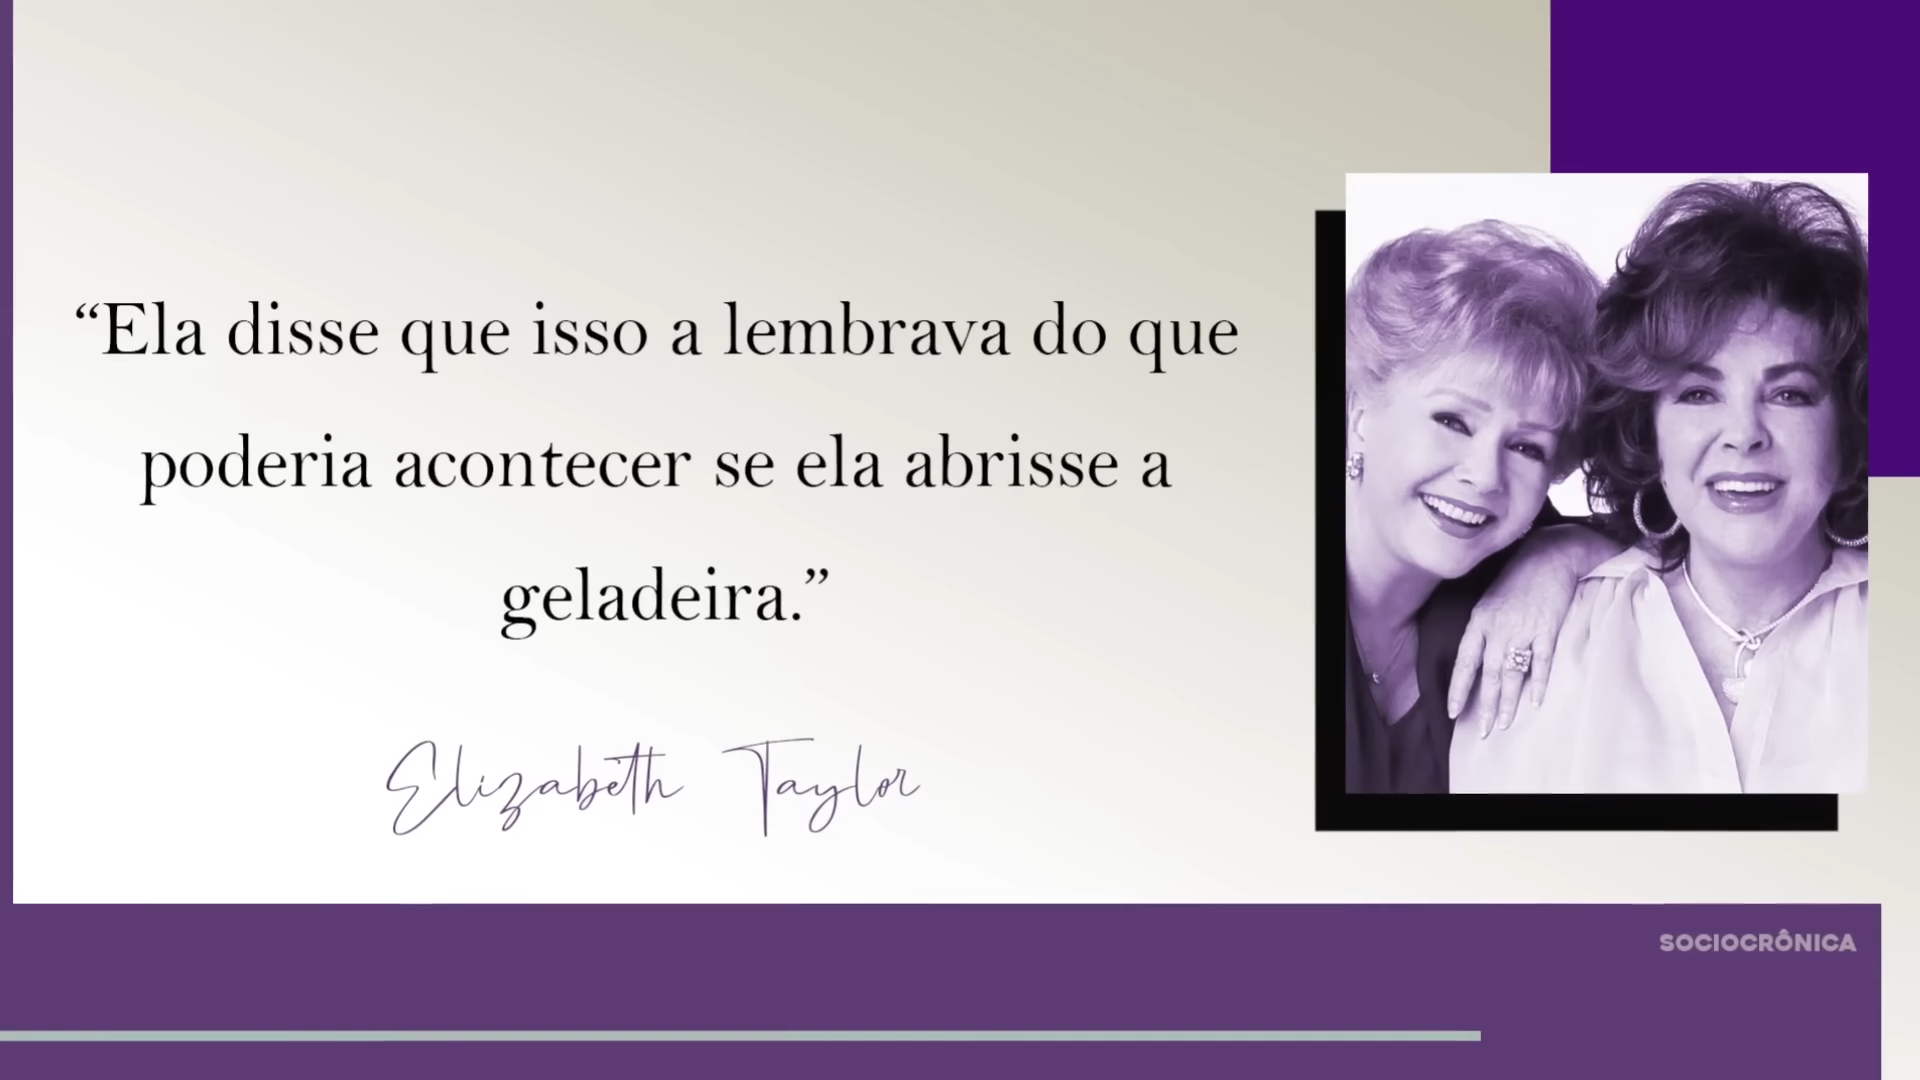 “Ela disse que isso a lembrava do que
poderia acontecer se ela abrisse a
geladeira.”
Elizabeth Taylor
SOCIOCRÔNICA